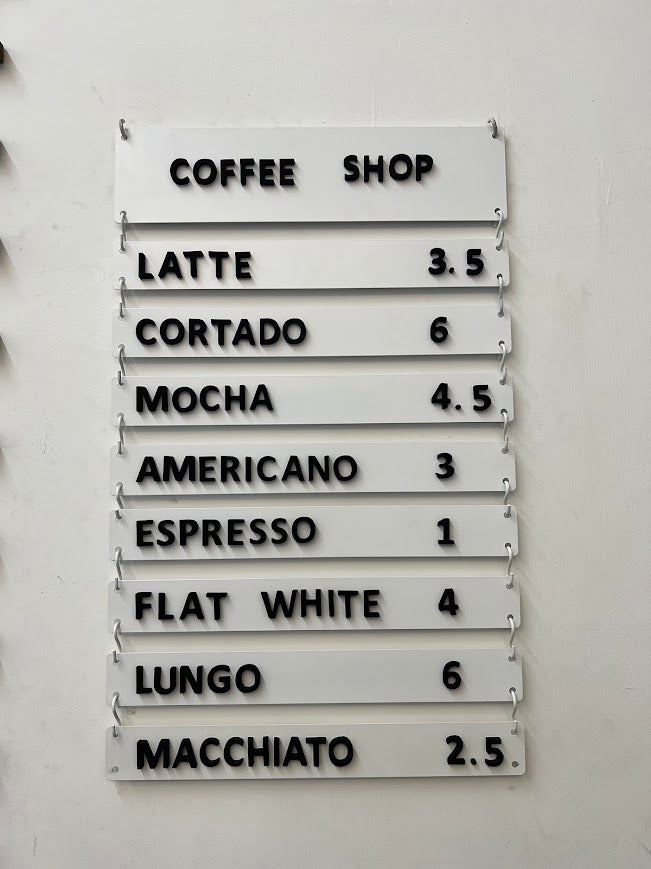 COFFEE SHOP
LATTE 3.5
CORTADO 6
MOCHA 4.5
AMERICANO 3
ESPRESSO 1
FLAT WHITE 4
LUNGO 6
MACCHIATO 2.5